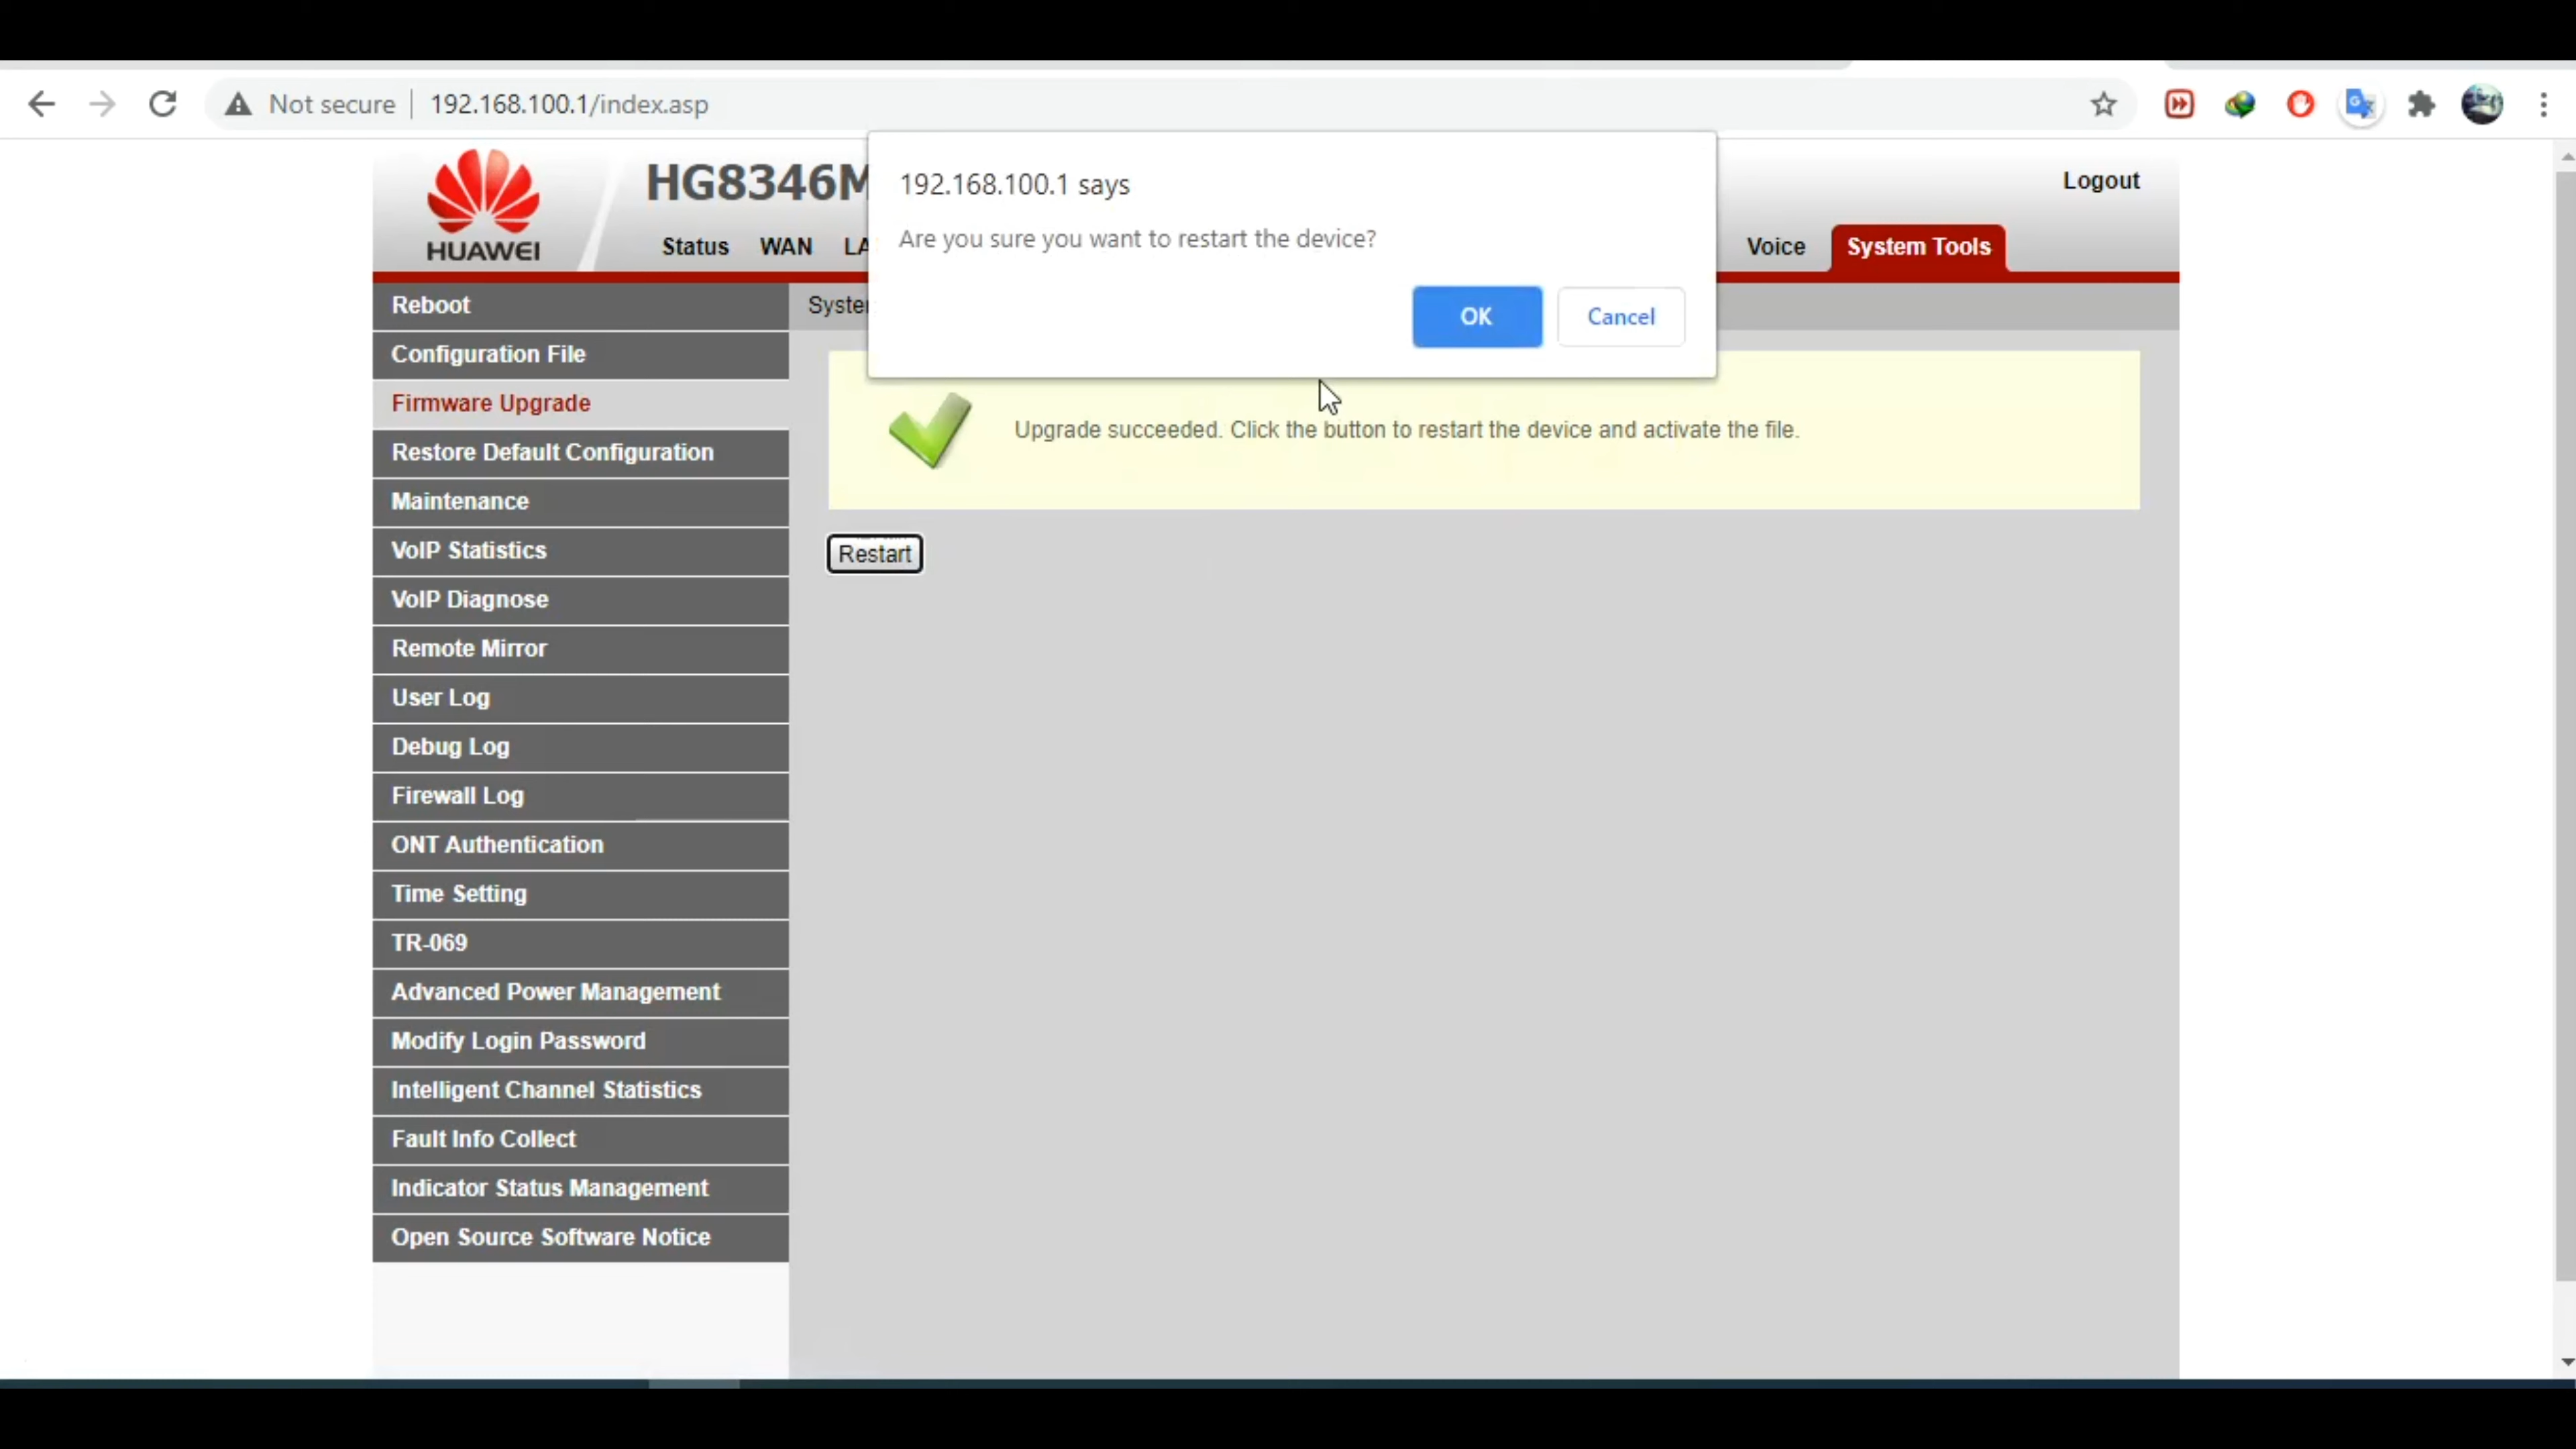 Not secure
192.168.100.1/index.asp
192.168.100.1 says
Are you sure you want to restart the device?
OK
Cancel
HUAWEI
HG8346M
Logout
Status
WAN
Voice
System Tools
Reboot
Configuration File
Firmware Upgrade
Restore Default Configuration
Maintenance
VoIP Statistics
VoIP Diagnose
Remote Mirror
User Log
Debug Log
Firewall Log
ONT Authentication
Time Setting
TR-069
Advanced Power Management
Modify Login Password
Intelligent Channel Statistics
Fault Info Collect
Indicator Status Management
Open Source Software Notice
Upgrade succeeded. Click the button to restart the device and activate the file.
Restart